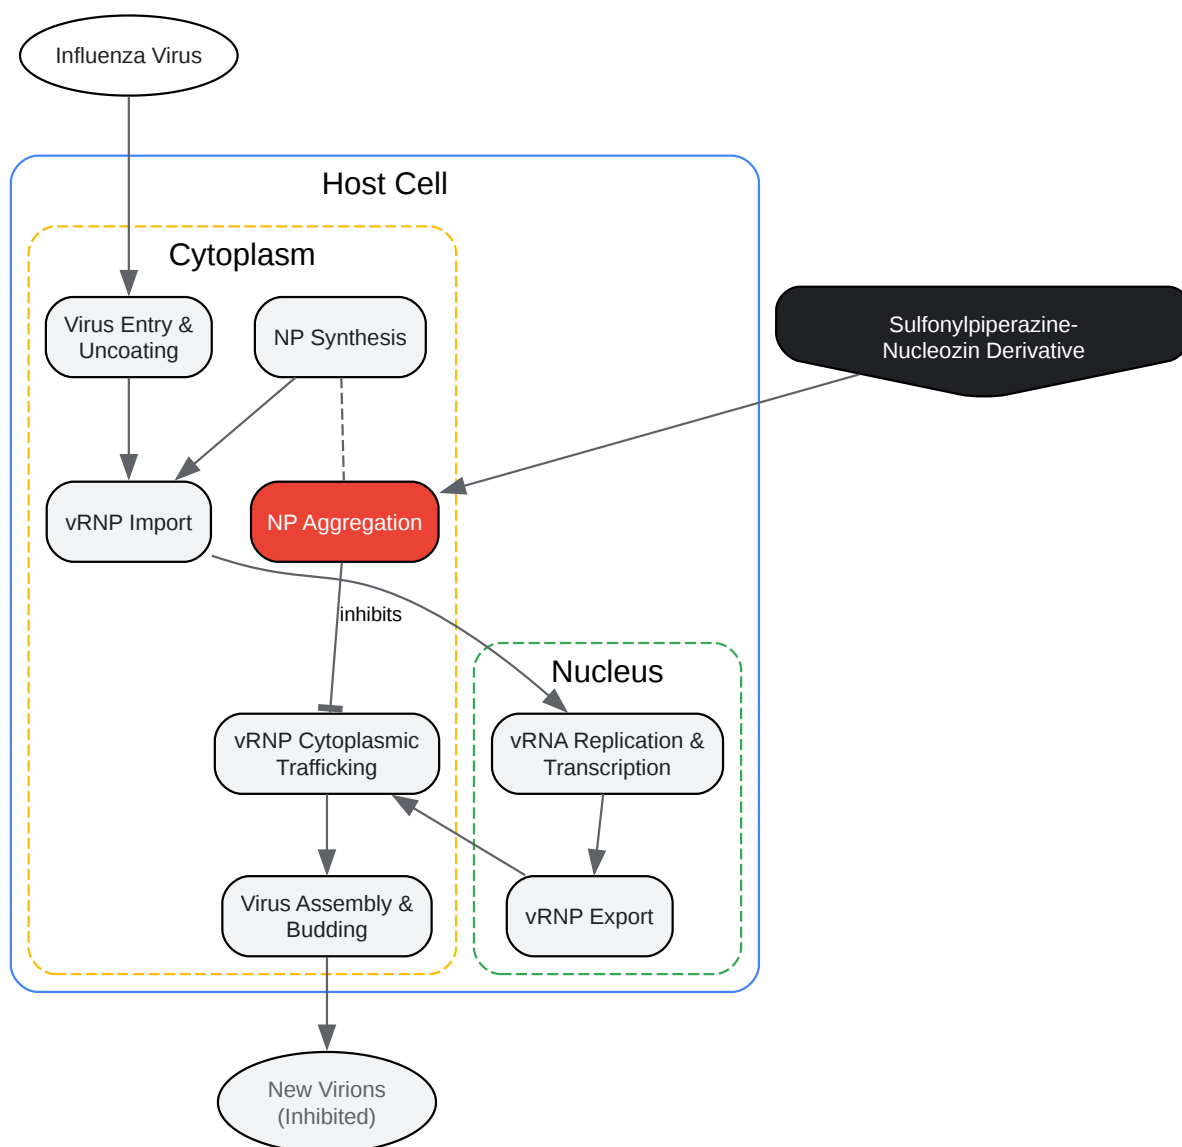 Influenza Virus
Host Cell
Cytoplasm
Virus Entry &
Uncoating
NP Synthesis
Sulfonylpiperazine-
Nucleozin Derivative
vRNP Import
NP Aggregation
inhibits
Nucleus
vRNP Cytoplasmic
Trafficking
vRNA Replication &
Transcription
Virus Assembly &
Budding
vRNP Export
New Virions
(Inhibited)